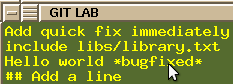 GIT LAB
Add quick fix immediately
include libs/library.txt
Hello world *bugfixed*
## Add a line